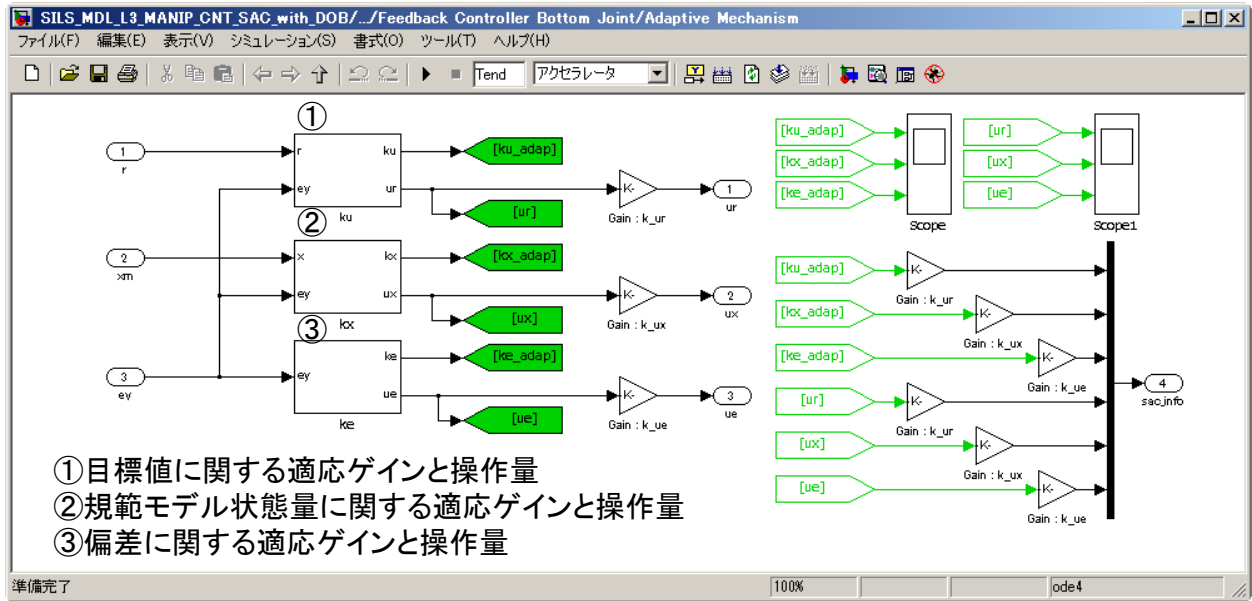 SILS_MDL_L3_MANIP_CNT_SAC_with_DOB/.../Feedback Controller Bottom Joint/Adaptive Mechanism
ファイル(F) 編集(E) 表示(V) シミュレーション(S) 書式(O) ツール(T) ヘルプ(H)
Tend アクセラレータ
①
1
r
r
ku
[ku_adap]
ey
ur
[ur]
K-
Gain : k_ur
1
ur
ku
②
2
xm
x
kx
[kx_adap]
ey
ux
[ux]
K-
Gain : k_ux
2
ux
kx
③
3
ey
ey
ke
[ke_adap]
ue
[ue]
K-
Gain : k_ue
3
ue
ke
[ku_adap]
[kx_adap]
[ke_adap]
Scope
[ur]
[ux]
[ue]
Scope1
[ku_adap]
K-
Gain : k_ur
[kx_adap]
K-
Gain : k_ux
[ke_adap]
K-
Gain : k_ue
[ur]
K-
Gain : k_ur
[ux]
K-
Gain : k_ux
[ue]
K-
Gain : k_ue
4
sac_info
①目標値に関する適応ゲインと操作量
②規範モデル状態量に関する適応ゲインと操作量
③偏差に関する適応ゲインと操作量
準備完了 100% ode4